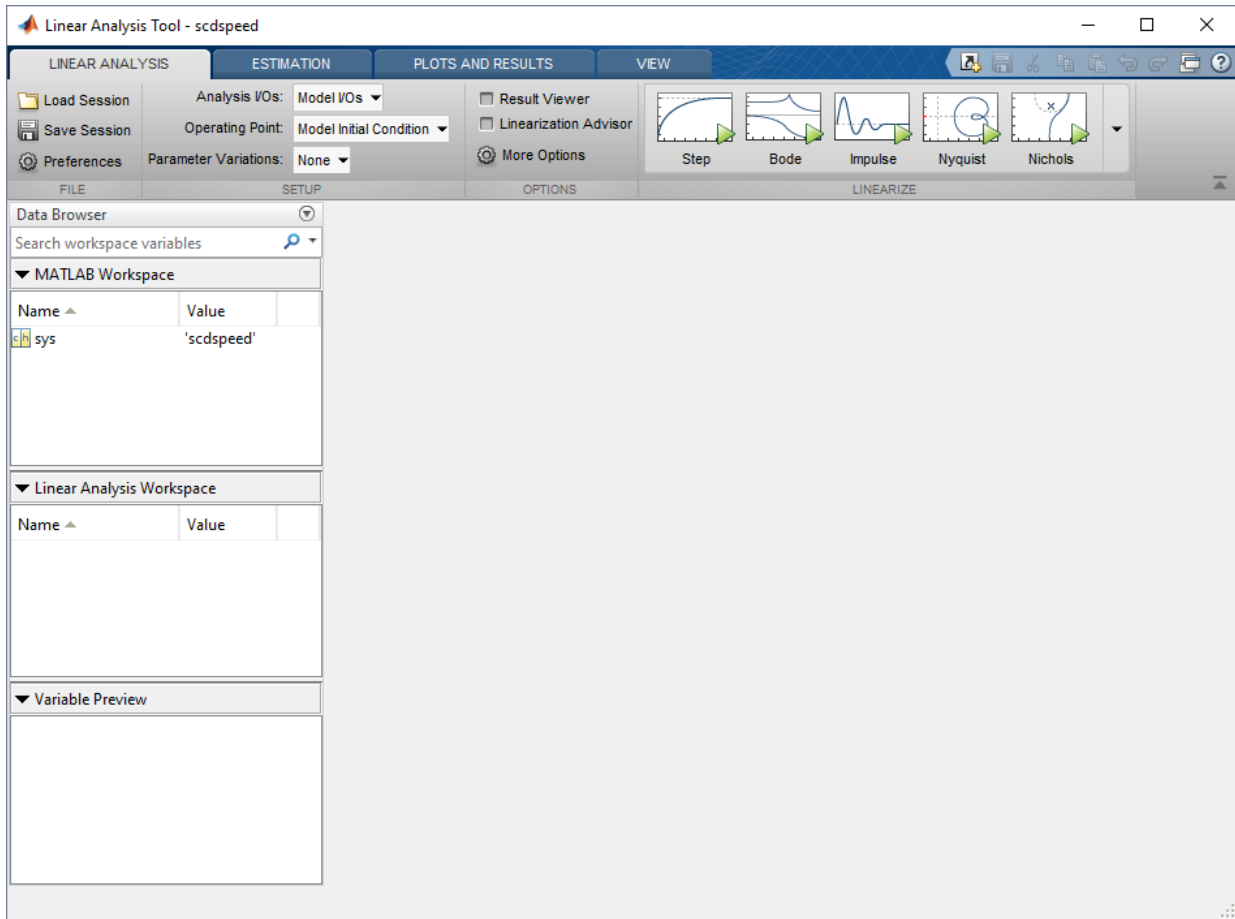 Linear Analysis Tool - scdspeed
LINEAR ANALYSIS ESTIMATION PLOTS AND RESULTS VIEW
Load Session Analysis I/Os: Model I/Os Result Viewer
Save Session Operating Point: Model Initial Condition Linearization Advisor
Preferences Parameter Variations: None More Options Step Bode Impulse Nyquist Nichols
FILE SETUP OPTIONS LINEARIZE
Data Browser
Search workspace variables
MATLAB Workspace
Name Value
ch sys 'scdspeed'
Linear Analysis Workspace
Name Value
Variable Preview